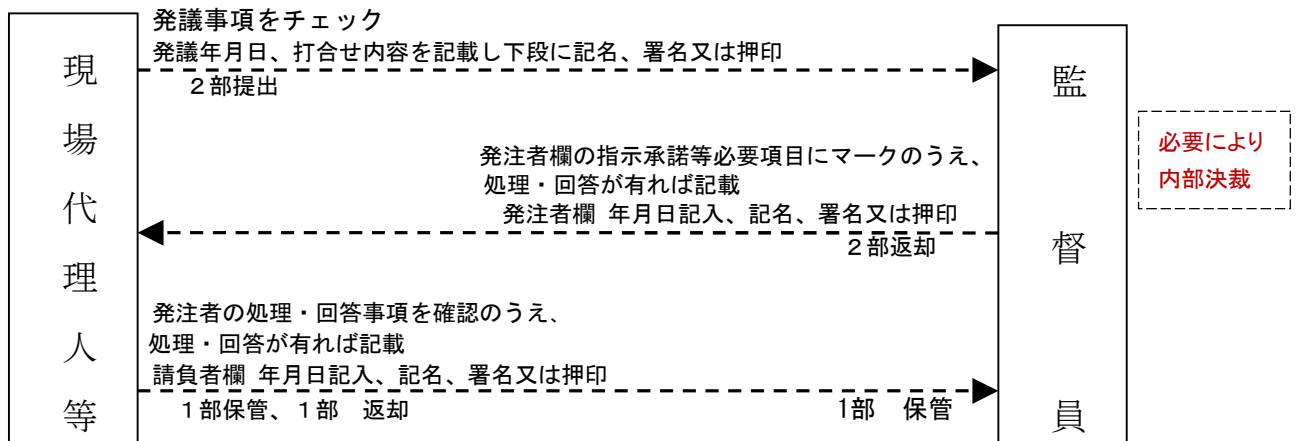 現場代理人等
発議事項をチェック
発議年月日、打合せ内容を記載し下段に記名、署名又は押印
２部提出
発注者欄の指示承諾等必要項目にマークのうえ、
処理・回答が有れば記載
発注者欄 年月日記入、記名、署名又は押印
２部返却
発注者の処理・回答事項を確認のうえ、
処理・回答が有れば記載
請負者欄 年月日記入、記名、署名又は押印
１部保管、１部　返却
1部　保管
監督員
必要により
内部決裁